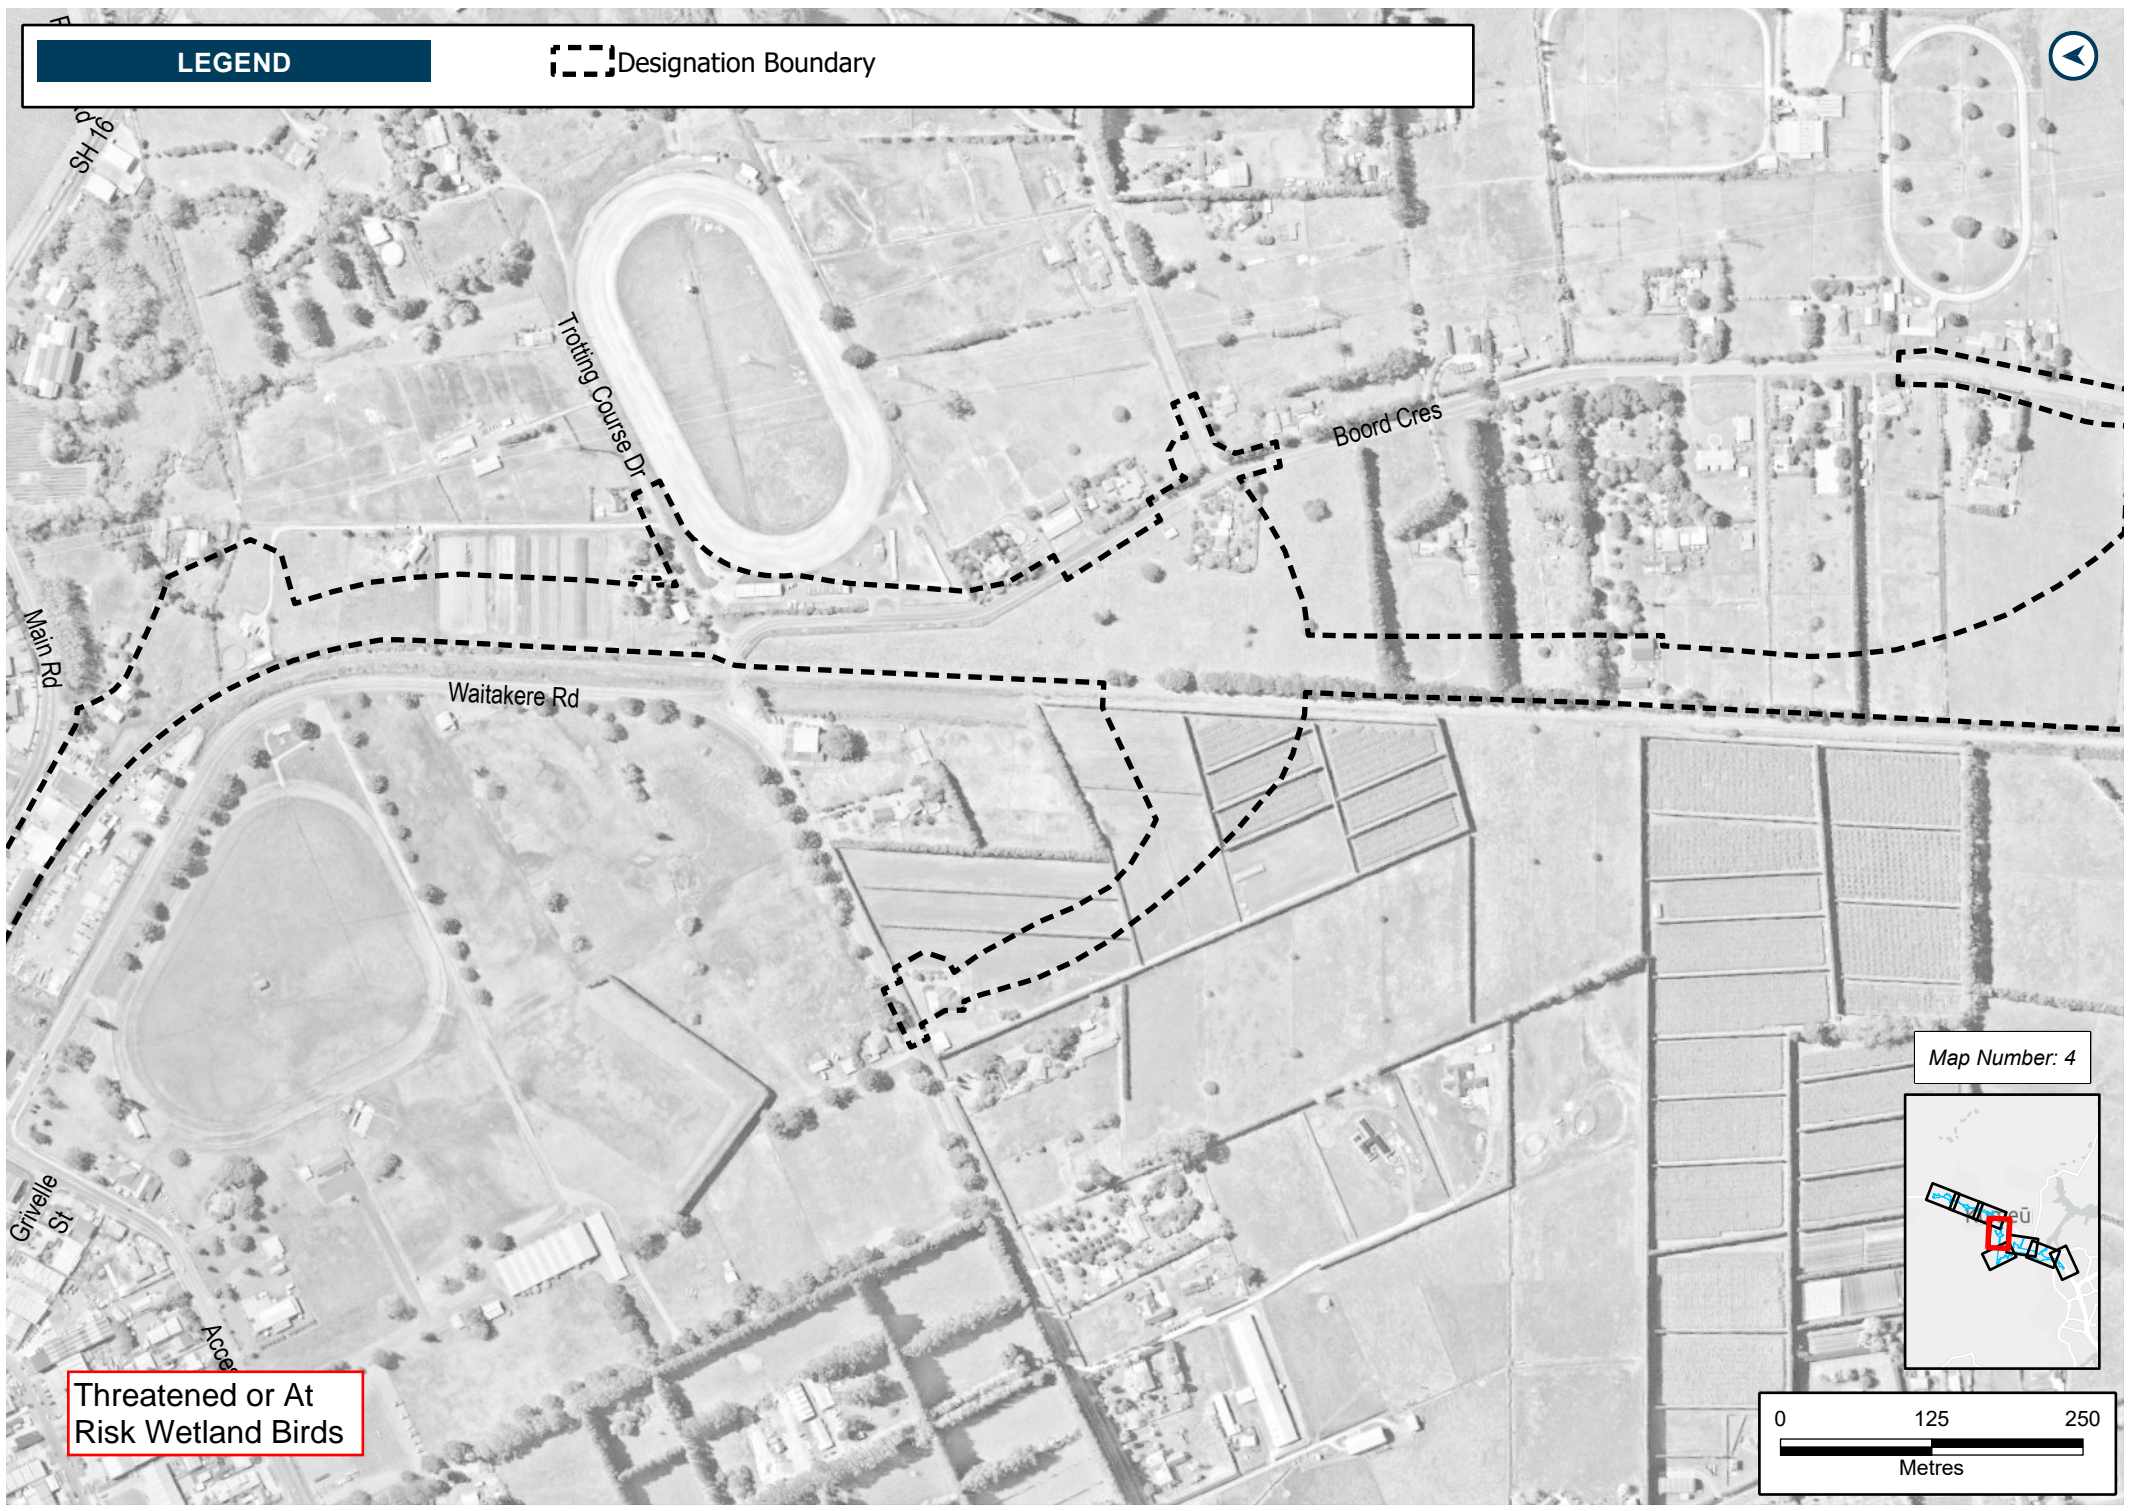 LEGEND
Designation Boundary
SH 16
Trotting Course Dr
Boord Cres
Main Rd
Waitakere Rd
Map Number: 4
Grivelle
St
Threatened or At
Risk Wetland Birds
0 125 250
Metres